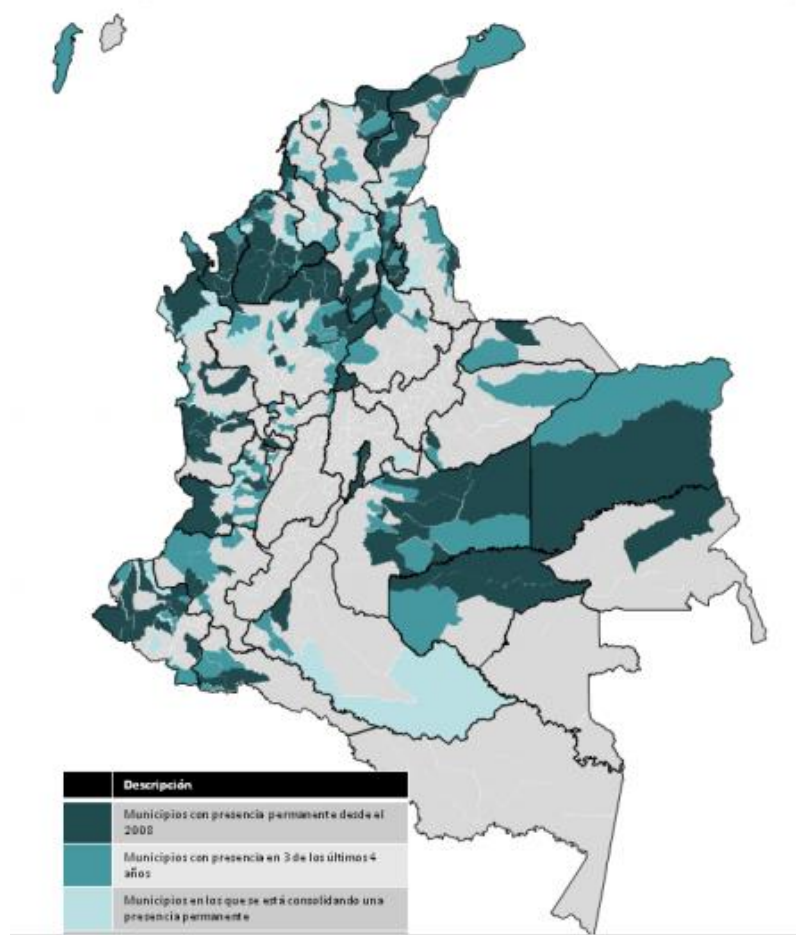 Descripción
Municipios con presencia permanente desde el
2008
Municipios con presencia en 3 de los últimos 4
años
Municipios en los que se está consolidando una
presencia permanente